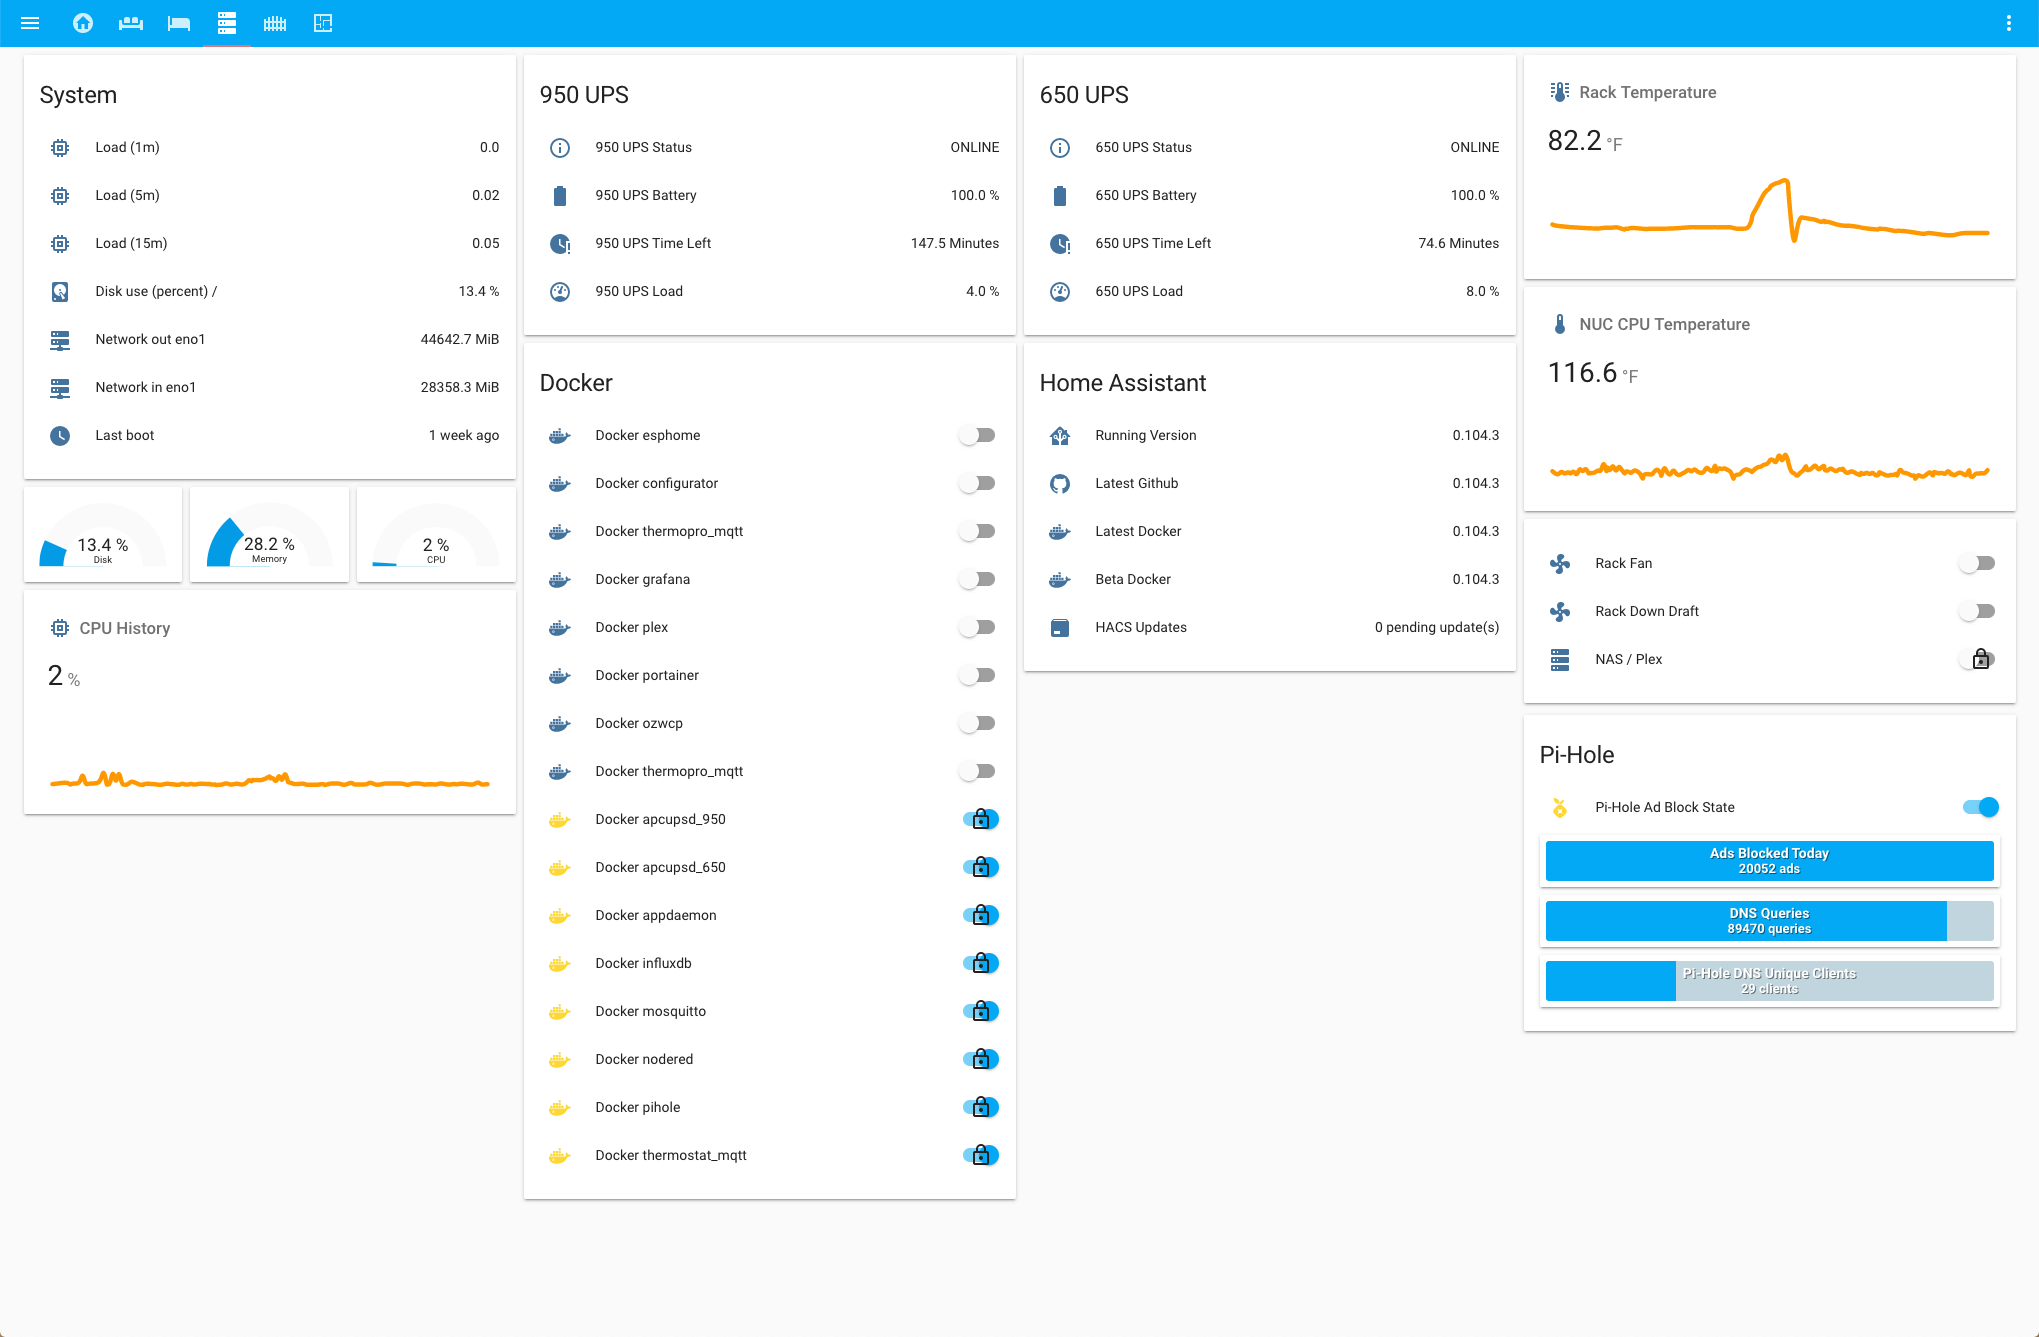 System
Load (1m) 0.0
Load (5m) 0.02
Load (15m) 0.05
Disk use (percent) / 13.4 %
Network out eno1 44642.7 MiB
Network in eno1 28358.3 MiB
Last boot 1 week ago
13.4 %
Disk
28.2 %
Memory
2 %
CPU
CPU History
2 %
950 UPS
950 UPS Status ONLINE
950 UPS Battery 100.0 %
950 UPS Time Left 147.5 Minutes
950 UPS Load 4.0 %
Docker
Docker esphome
Docker configurator
Docker thermopro_mqtt
Docker grafana
Docker plex
Docker portainer
Docker ozwcp
Docker thermopro_mqtt
Docker apcupsd_950
Docker apcupsd_650
Docker appdaemon
Docker influxdb
Docker mosquitto
Docker nodered
Docker pihole
Docker thermostat_mqtt
650 UPS
650 UPS Status ONLINE
650 UPS Battery 100.0 %
650 UPS Time Left 74.6 Minutes
650 UPS Load 8.0 %
Home Assistant
Running Version 0.104.3
Latest Github 0.104.3
Latest Docker 0.104.3
Beta Docker 0.104.3
HACS Updates 0 pending update(s)
Rack Temperature
82.2 °F
NUC CPU Temperature
116.6 °F
Rack Fan
Rack Down Draft
NAS / Plex
Pi-Hole
Pi-Hole Ad Block State
Ads Blocked Today
20052 ads
DNS Queries
89470 queries
Pi-Hole DNS Unique Clients
29 clients